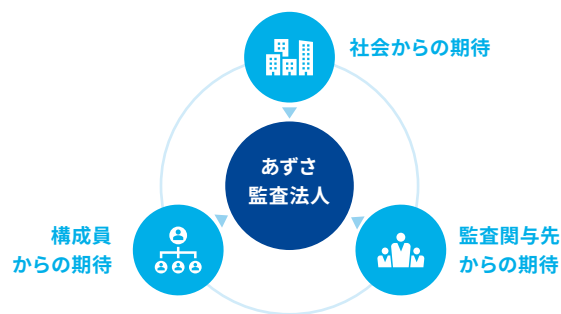 社会からの期待
あずさ
監査法人
構成員
からの期待
監査関与先
からの期待